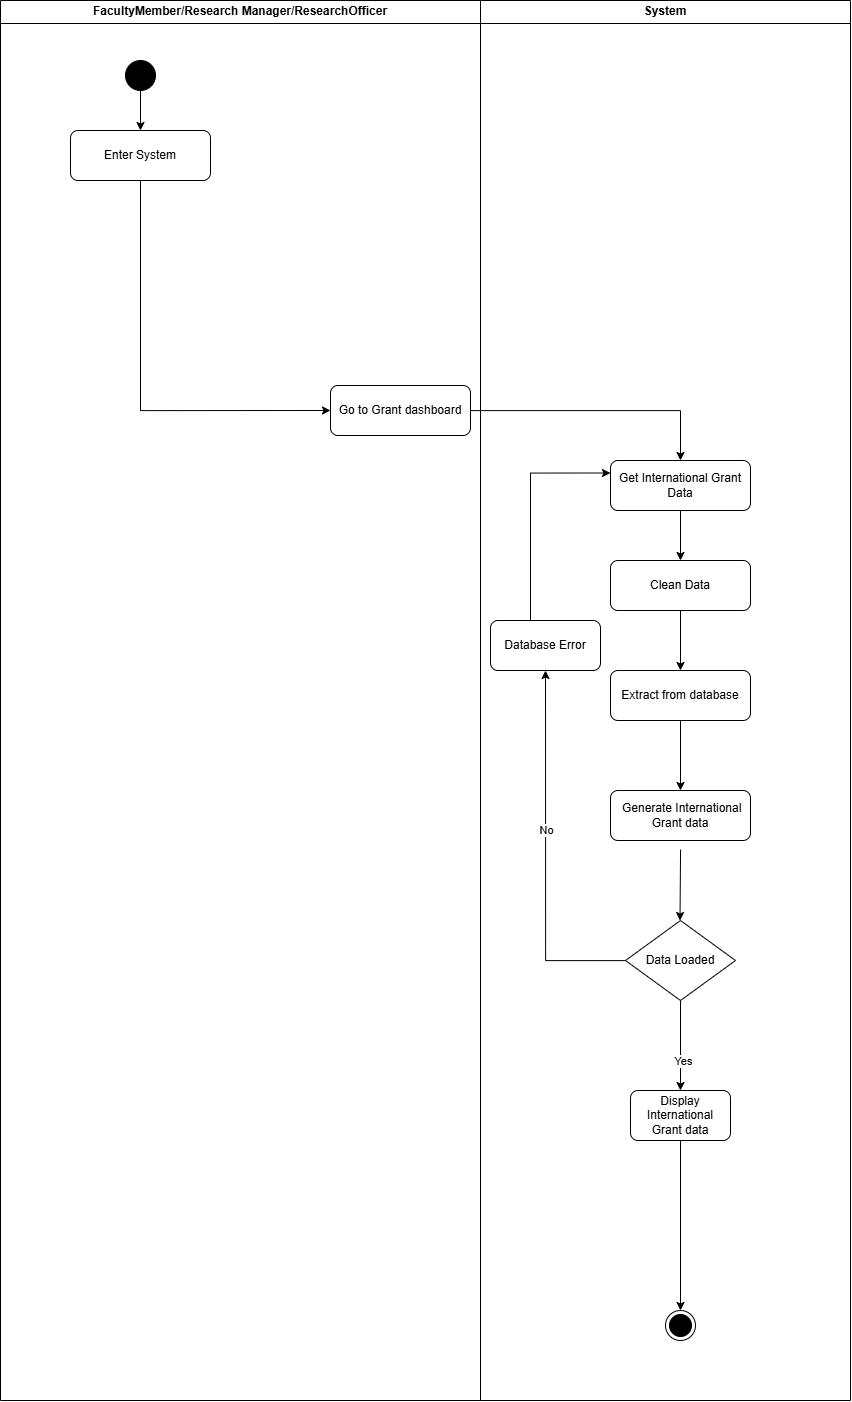 FacultyMember/Research Manager/ResearchOfficer
System
Enter System
Go to Grant dashboard
Get International Grant
Data
Clean Data
Database Error
Extract from database
Generate International
Grant data
No
Data Loaded
Yes
Display
International
Grant data